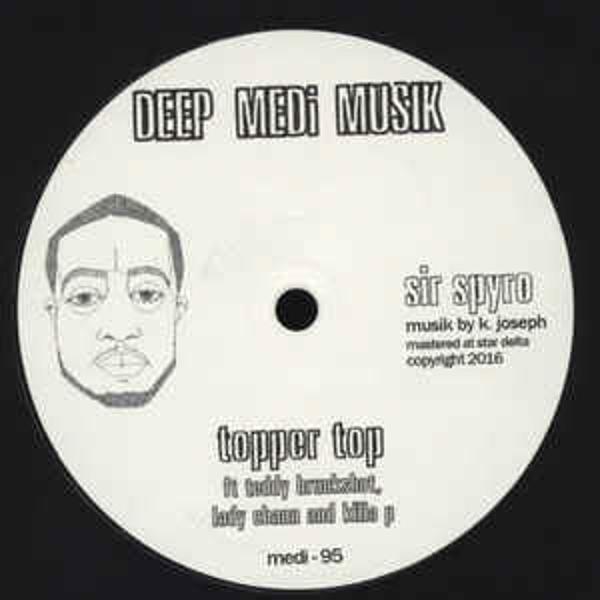 DEEP MEDi MUSIK
sir spyro
musik by k. joseph
mastered at star delta
copyright 2016
topper top
ft teddy bruckshot,
lady chann and killa p
medi - 95